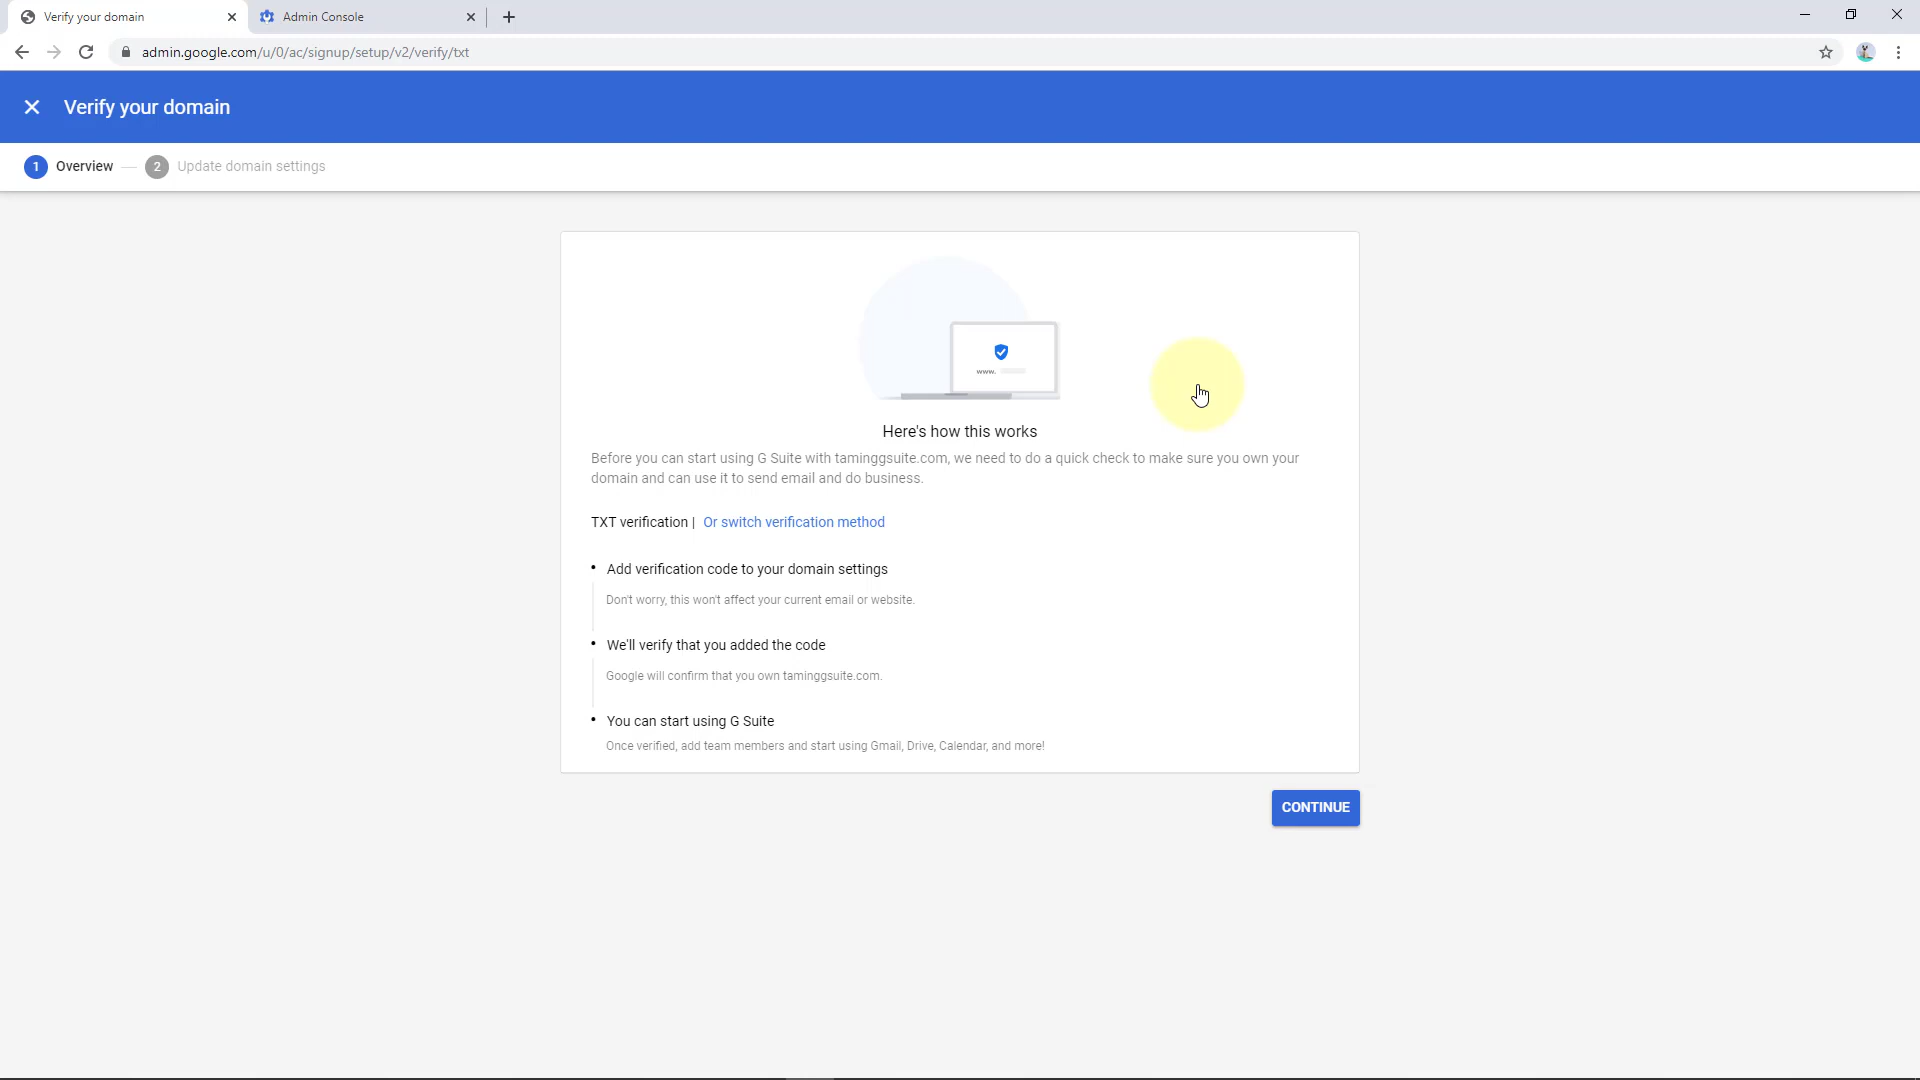 Verify your domain
Admin Console
admin.google.com/u/0/ac/signup/setup/v2/verify/txt
Verify your domain
1 Overview 2 Update domain settings
www.
Here's how this works
Before you can start using G Suite with taminggsuite.com, we need to do a quick check to make sure you own your
domain and can use it to send email and do business.
TXT verification | Or switch verification method
• Add verification code to your domain settings
Don't worry, this won't affect your current email or website.
• We'll verify that you added the code
Google will confirm that you own taminggsuite.com.
• You can start using G Suite
Once verified, add team members and start using Gmail, Drive, Calendar, and more!
CONTINUE